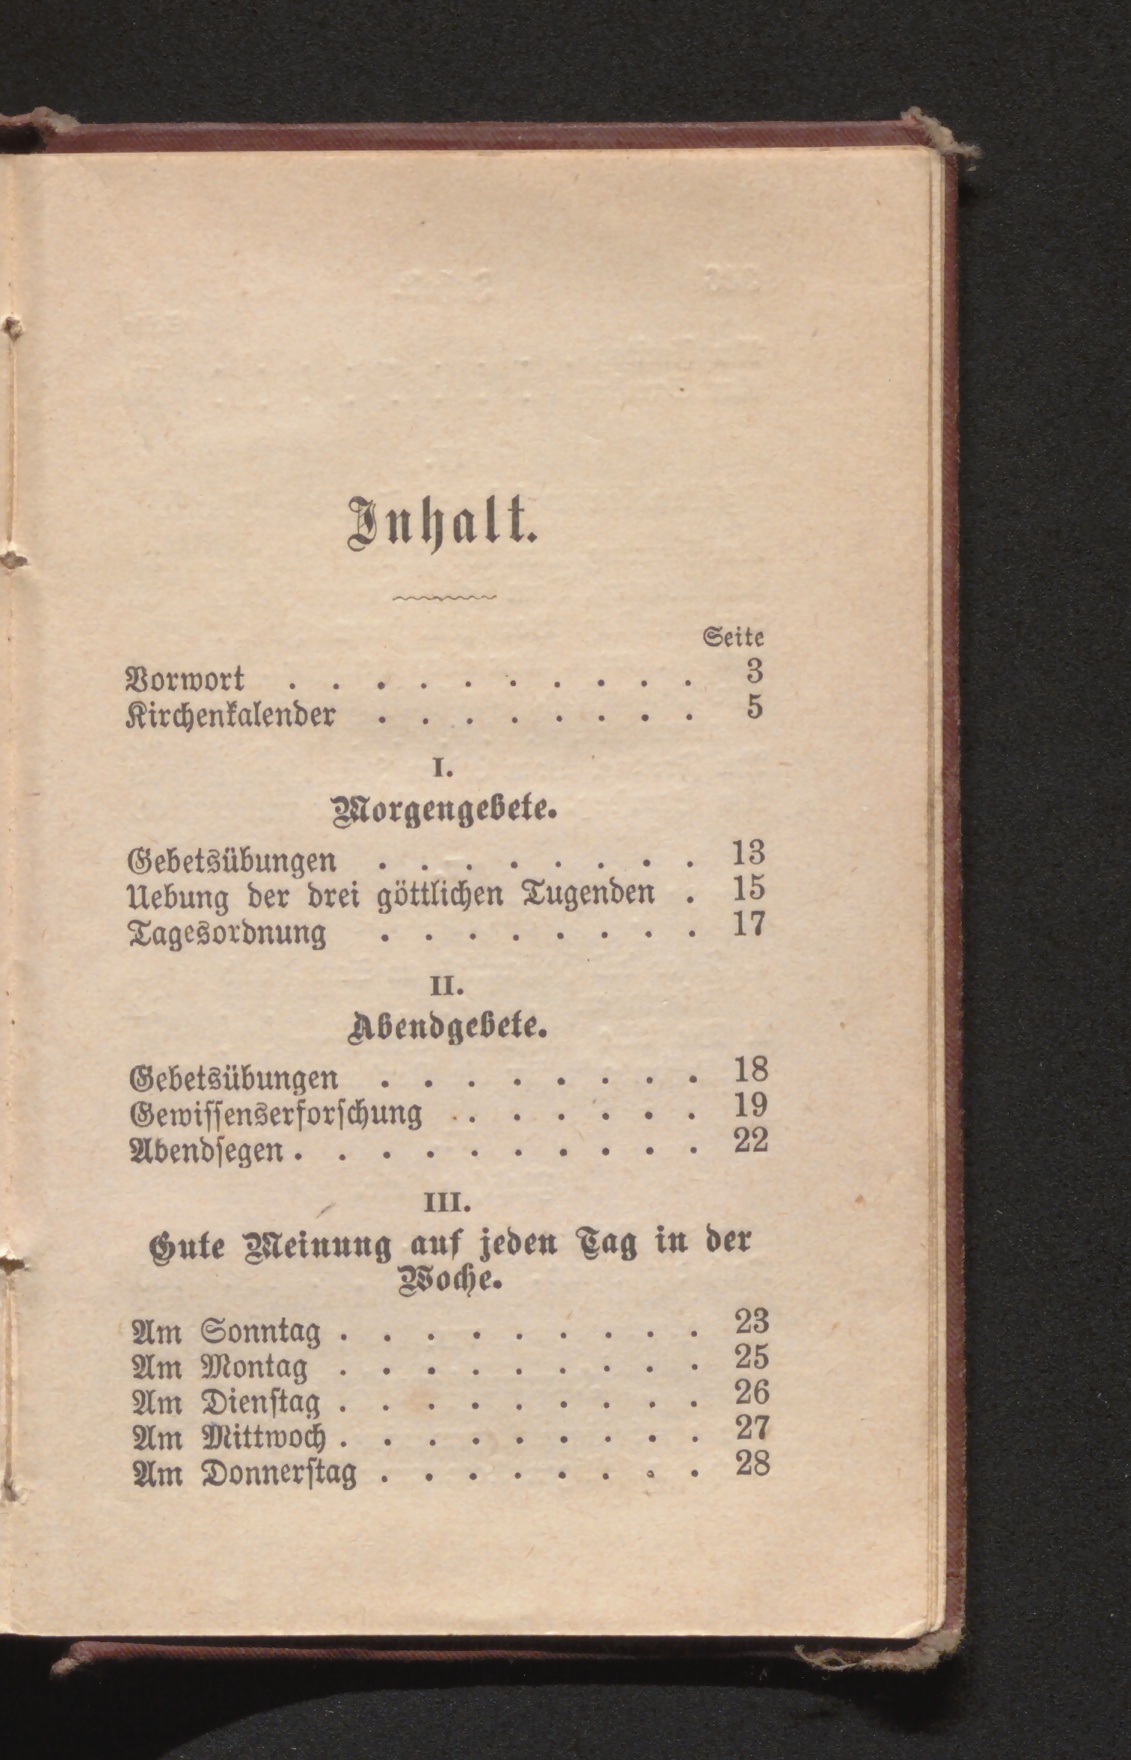 Inhalt.
Seite
Vorwort . . . . . . . . . . 3
Kirchenkalender . . . . . . . . 5
I.
Morgengebete.
Gebetsübungen . . . . . . . . 13
Uebung der drei göttlichen Tugenden . 15
Tagesordnung . . . . . . . . 17
II.
Abendgebete.
Gebetsübungen . . . . . . . . 18
Gewissenserforschung . . . . . . 19
Abendsegen . . . . . . . . . . 22
III.
Gute Meinung auf jeden Tag in der
Woche.
Am Sonntag . . . . . . . . . 23
Am Montag . . . . . . . . . 25
Am Dienstag . . . . . . . . . 26
Am Mittwoch . . . . . . . . . 27
Am Donnerstag . . . . . . . . 28